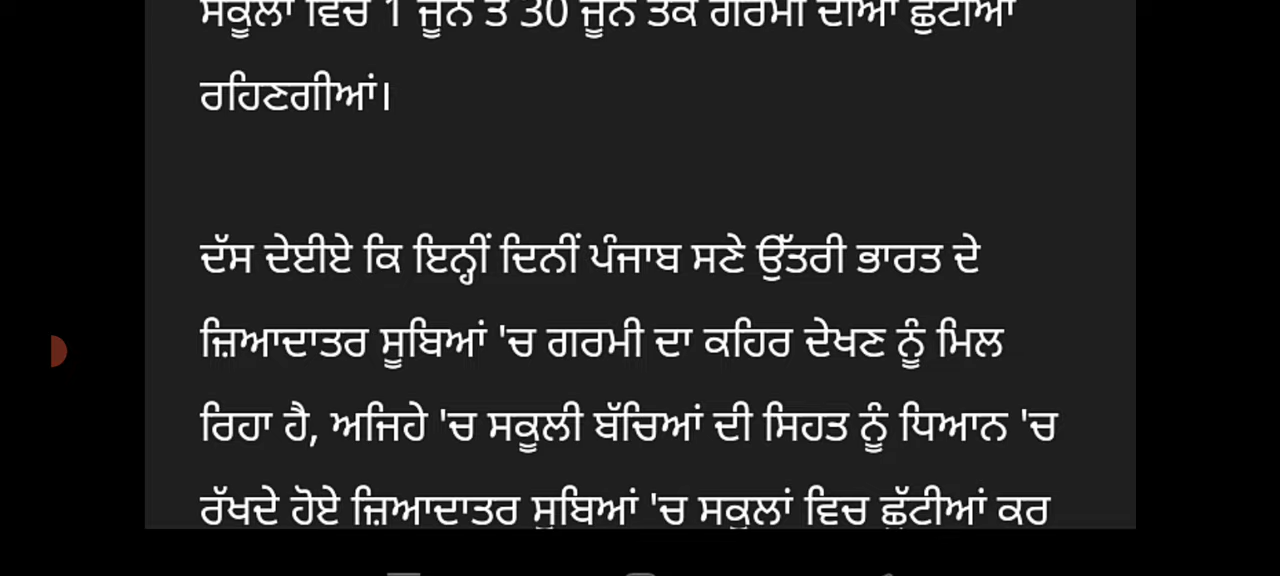 ਸਕੂਲਾਂ ਵਿਚ 1 ਜੂਨ ਤੋਂ 30 ਜੂਨ ਤਕ ਗਰਮੀ ਦੀਆਂ ਛੁੱਟੀਆਂ
ਰਹਿਣਗੀਆਂ।
ਦੱਸ ਦੇਈਏ ਕਿ ਇਨ੍ਹੀਂ ਦਿਨੀਂ ਪੰਜਾਬ ਸਣੇ ਉੱਤਰੀ ਭਾਰਤ ਦੇ
ਜ਼ਿਆਦਾਤਰ ਸੂਬਿਆਂ 'ਚ ਗਰਮੀ ਦਾ ਕਹਿਰ ਦੇਖਣ ਨੂੰ ਮਿਲ
ਰਿਹਾ ਹੈ, ਅਜਿਹੇ 'ਚ ਸਕੂਲੀ ਬੱਚਿਆਂ ਦੀ ਸਿਹਤ ਨੂੰ ਧਿਆਨ 'ਚ
ਰੱਖਦੇ ਹੋਏ ਜ਼ਿਆਦਾਤਰ ਸੂਬਿਆਂ 'ਚ ਸਕੂਲਾਂ ਵਿਚ ਛੁੱਟੀਆਂ ਕਰ